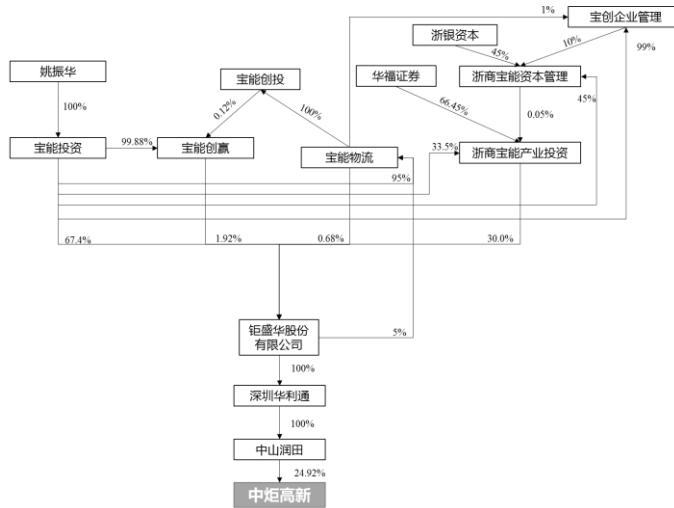 1%
宝创企业管理
浙银资本
45%
10%
99%
姚振华
宝能创投
华福证券
浙商宝能资本管理
100%
0.12%
100%
66.45%
0.05%
45%
宝能投资
99.88%
宝能创赢
宝能物流
33.5%
浙商宝能产业投资
95%
67.4%
1.92%
0.68%
30.0%
钜盛华股份
有限公司
5%
100%
深圳华利通
100%
中山润田
24.92%
中炬高新